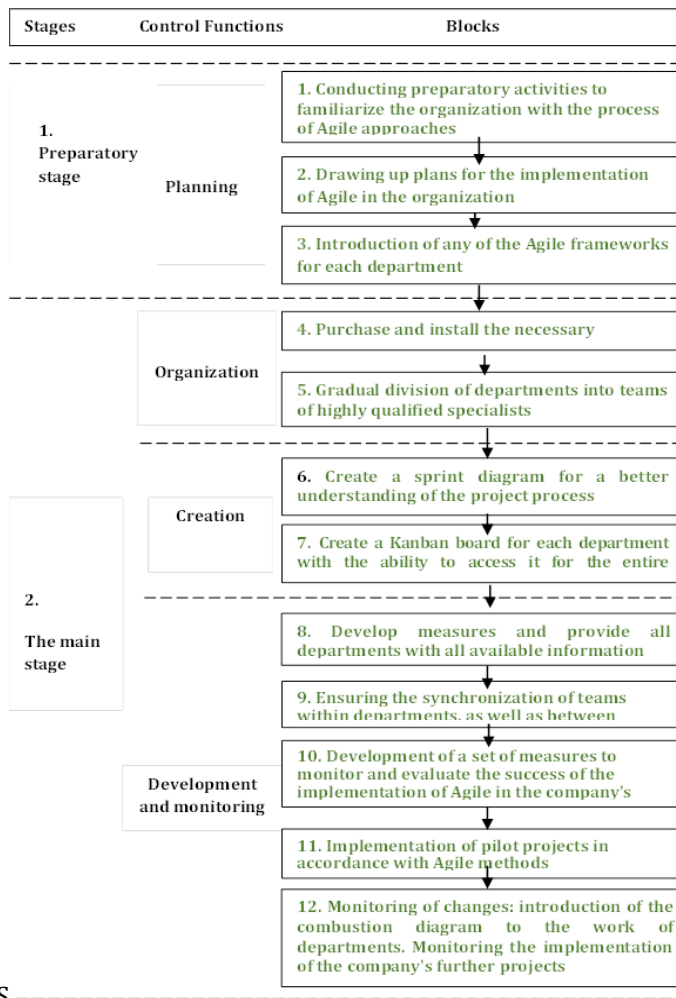 Stages Control Functions Blocks
1.
Preparatory
stage
Planning
1. Conducting preparatory activities to
familiarize the organization with the process
of Agile approaches
2. Drawing up plans for the implementation
of Agile in the organization
3. Introduction of any of the Agile frameworks
for each department
Organization
4. Purchase and install the necessary
5. Gradual division of departments into teams
of highly qualified specialists
2.
The main
stage
Creation
6. Create a sprint diagram for a better
understanding of the project process
7. Create a Kanban board for each department
with the ability to access it for the entire
Development
and monitoring
8. Develop measures and provide all
departments with all available information
9. Ensuring the synchronization of teams
within departments, as well as between
10. Development of a set of measures to
monitor and evaluate the success of the
implementation of Agile in the company's
11. Implementation of pilot projects in
accordance with Agile methods
12. Monitoring of changes: introduction of the
combustion diagram to the work of
departments. Monitoring the implementation
of the company's further projects
s